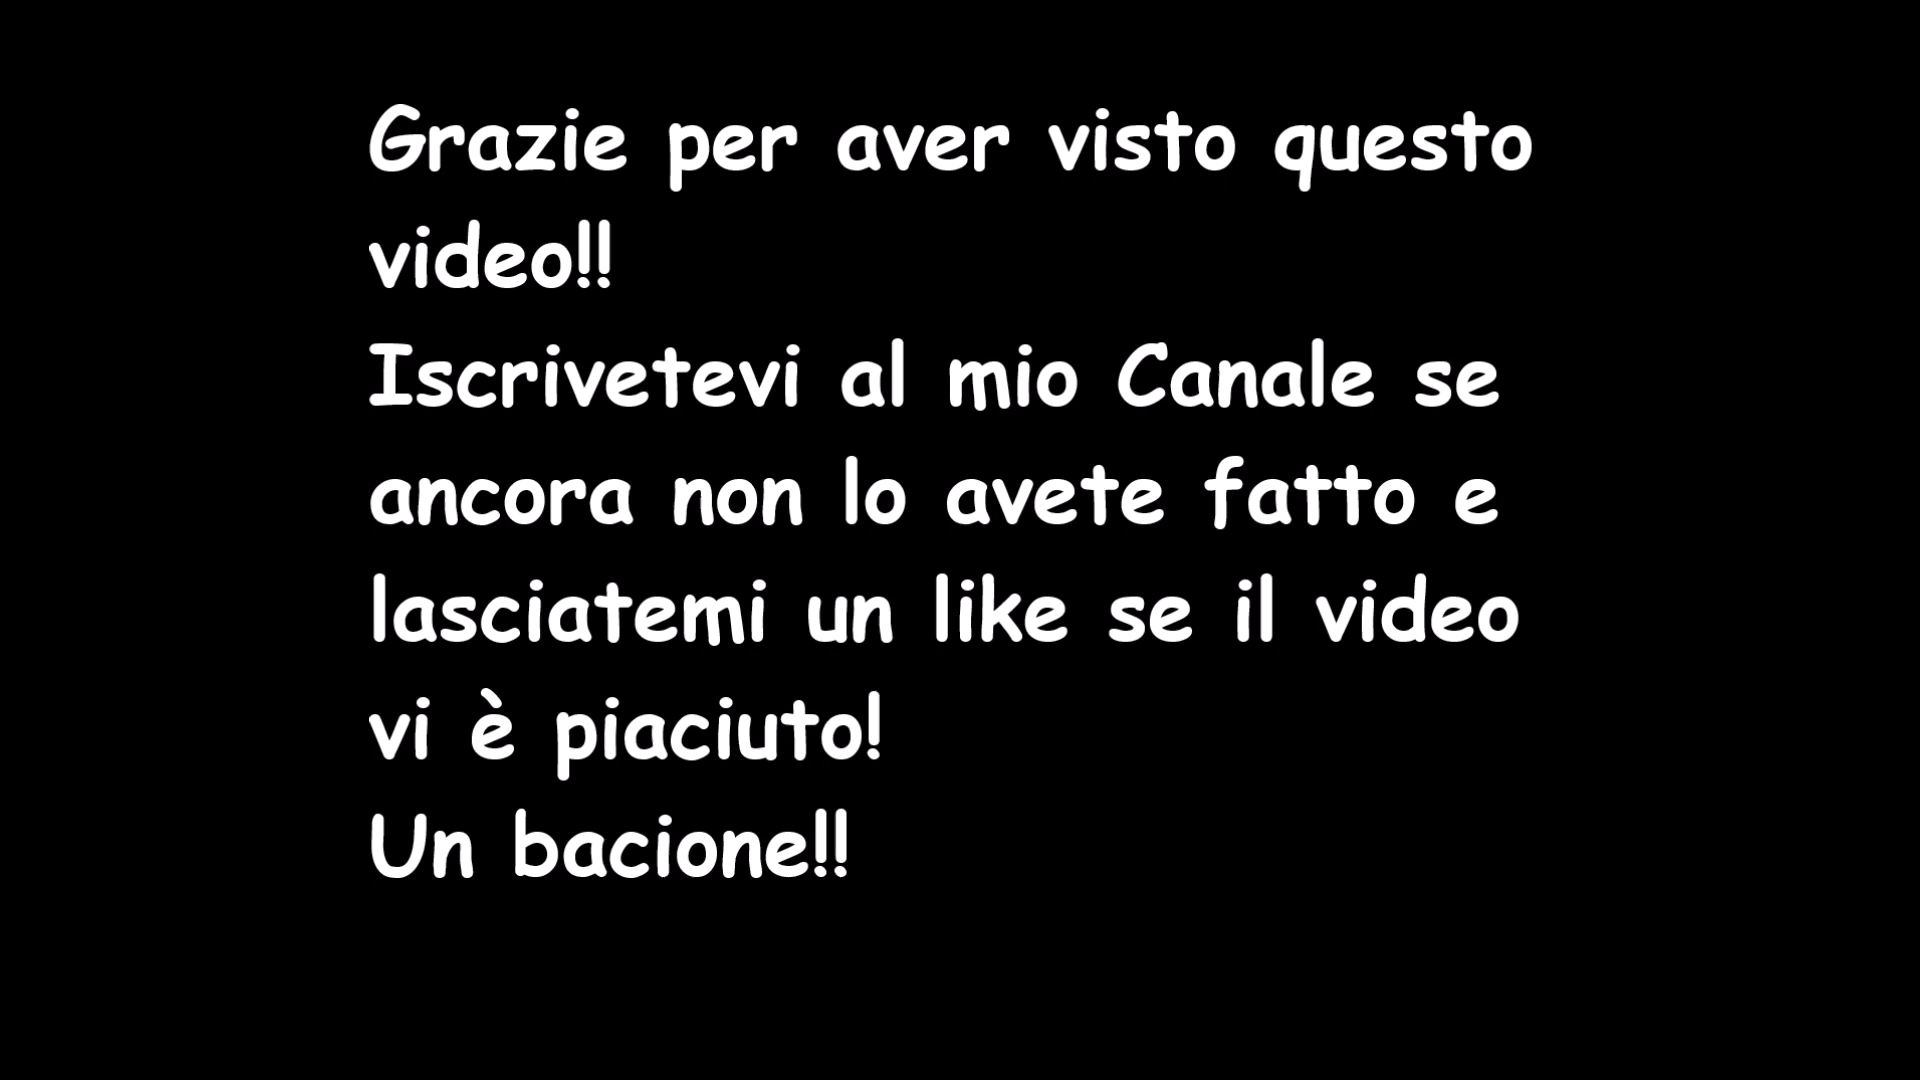 Grazie per aver visto questo
video!!
Iscrivetevi al mio Canale se
ancora non lo avete fatto e
lasciatemi un like se il video
vi è piaciuto!
Un bacione!!